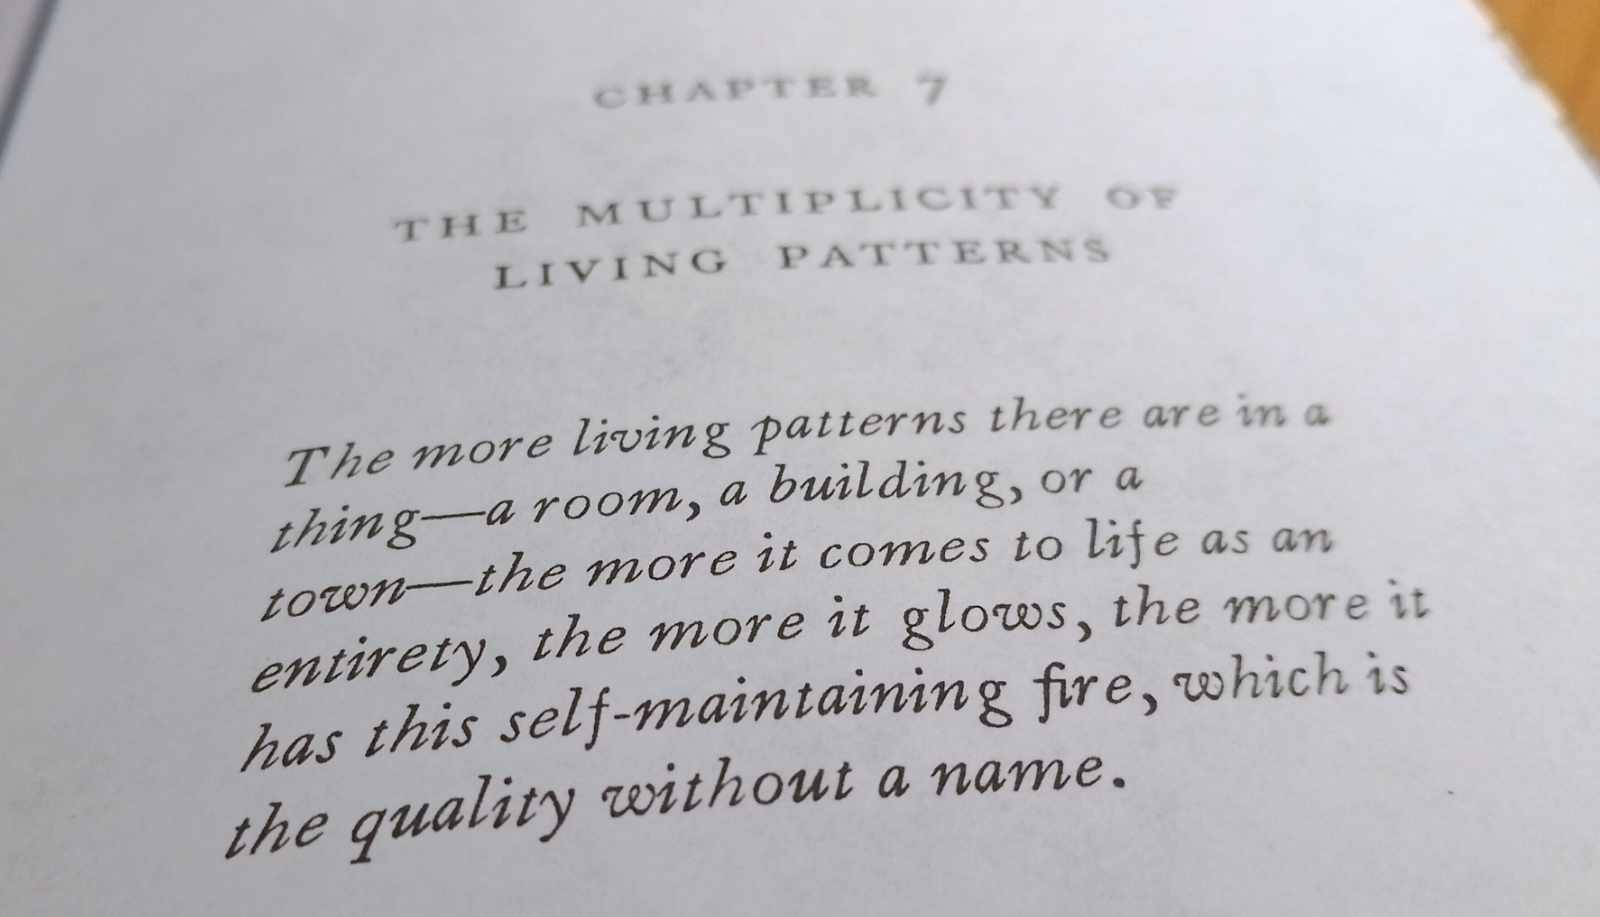 CHAPTER 7
THE MULTIPLICITY OF
LIVING PATTERNS
The more living patterns there are in a
thing—a room, a building, or a
town—the more it comes to life as an
entirety, the more it glows, the more it
has this self-maintaining fire, which is
the quality without a name.